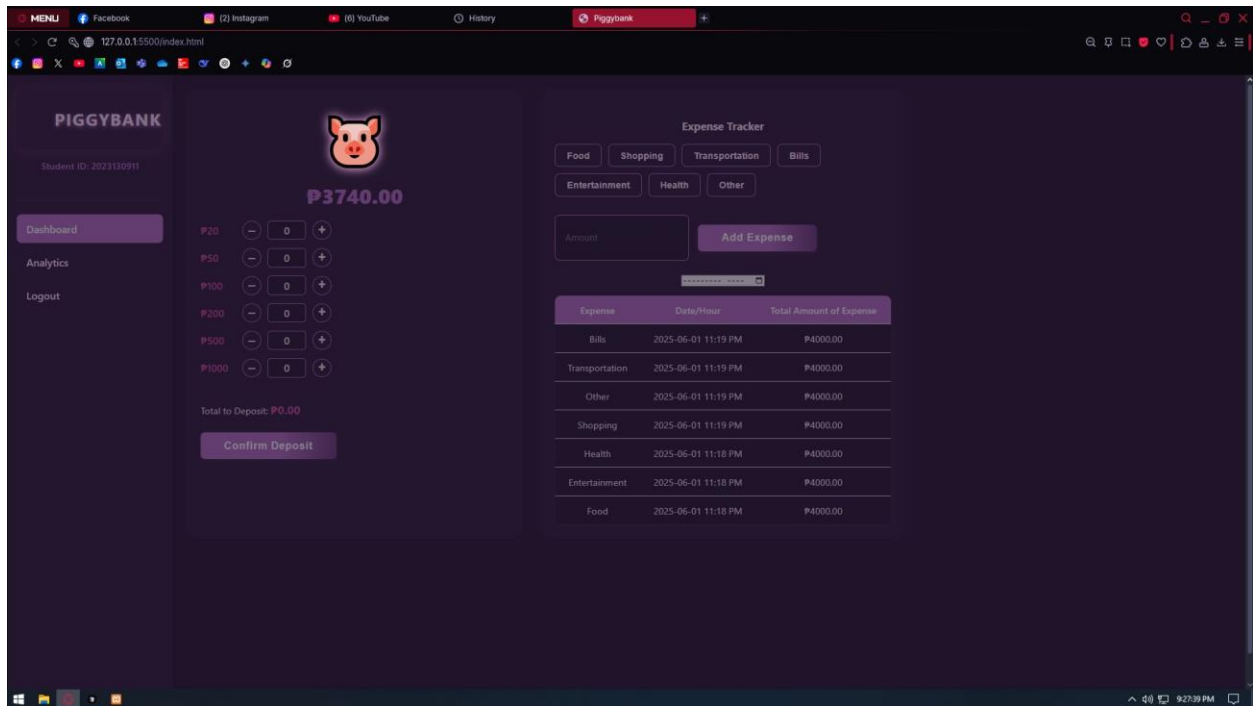 MENU Facebook (2) Instagram (6) YouTube History Piggybank +
127.0.0.1:5500/index.html
PIGGYBANK
Student ID: 2023130911
Dashboard
Analytics
Logout
₱3740.00
₱20 − 0 +
₱50 − 0 +
₱100 − 0 +
₱200 − 0 +
₱500 − 0 +
₱1000 − 0 +
Total to Deposit: ₱0.00
Confirm Deposit
Expense Tracker
Food Shopping Transportation Bills
Entertainment Health Other
Amount Add Expense
--------- ----
Expense Date/Hour Total Amount of Expense
Bills 2025-06-01 11:19 PM ₱4000.00
Transportation 2025-06-01 11:19 PM ₱4000.00
Other 2025-06-01 11:19 PM ₱4000.00
Shopping 2025-06-01 11:19 PM ₱4000.00
Health 2025-06-01 11:18 PM ₱4000.00
Entertainment 2025-06-01 11:18 PM ₱4000.00
Food 2025-06-01 11:18 PM ₱4000.00
9:27:39 PM